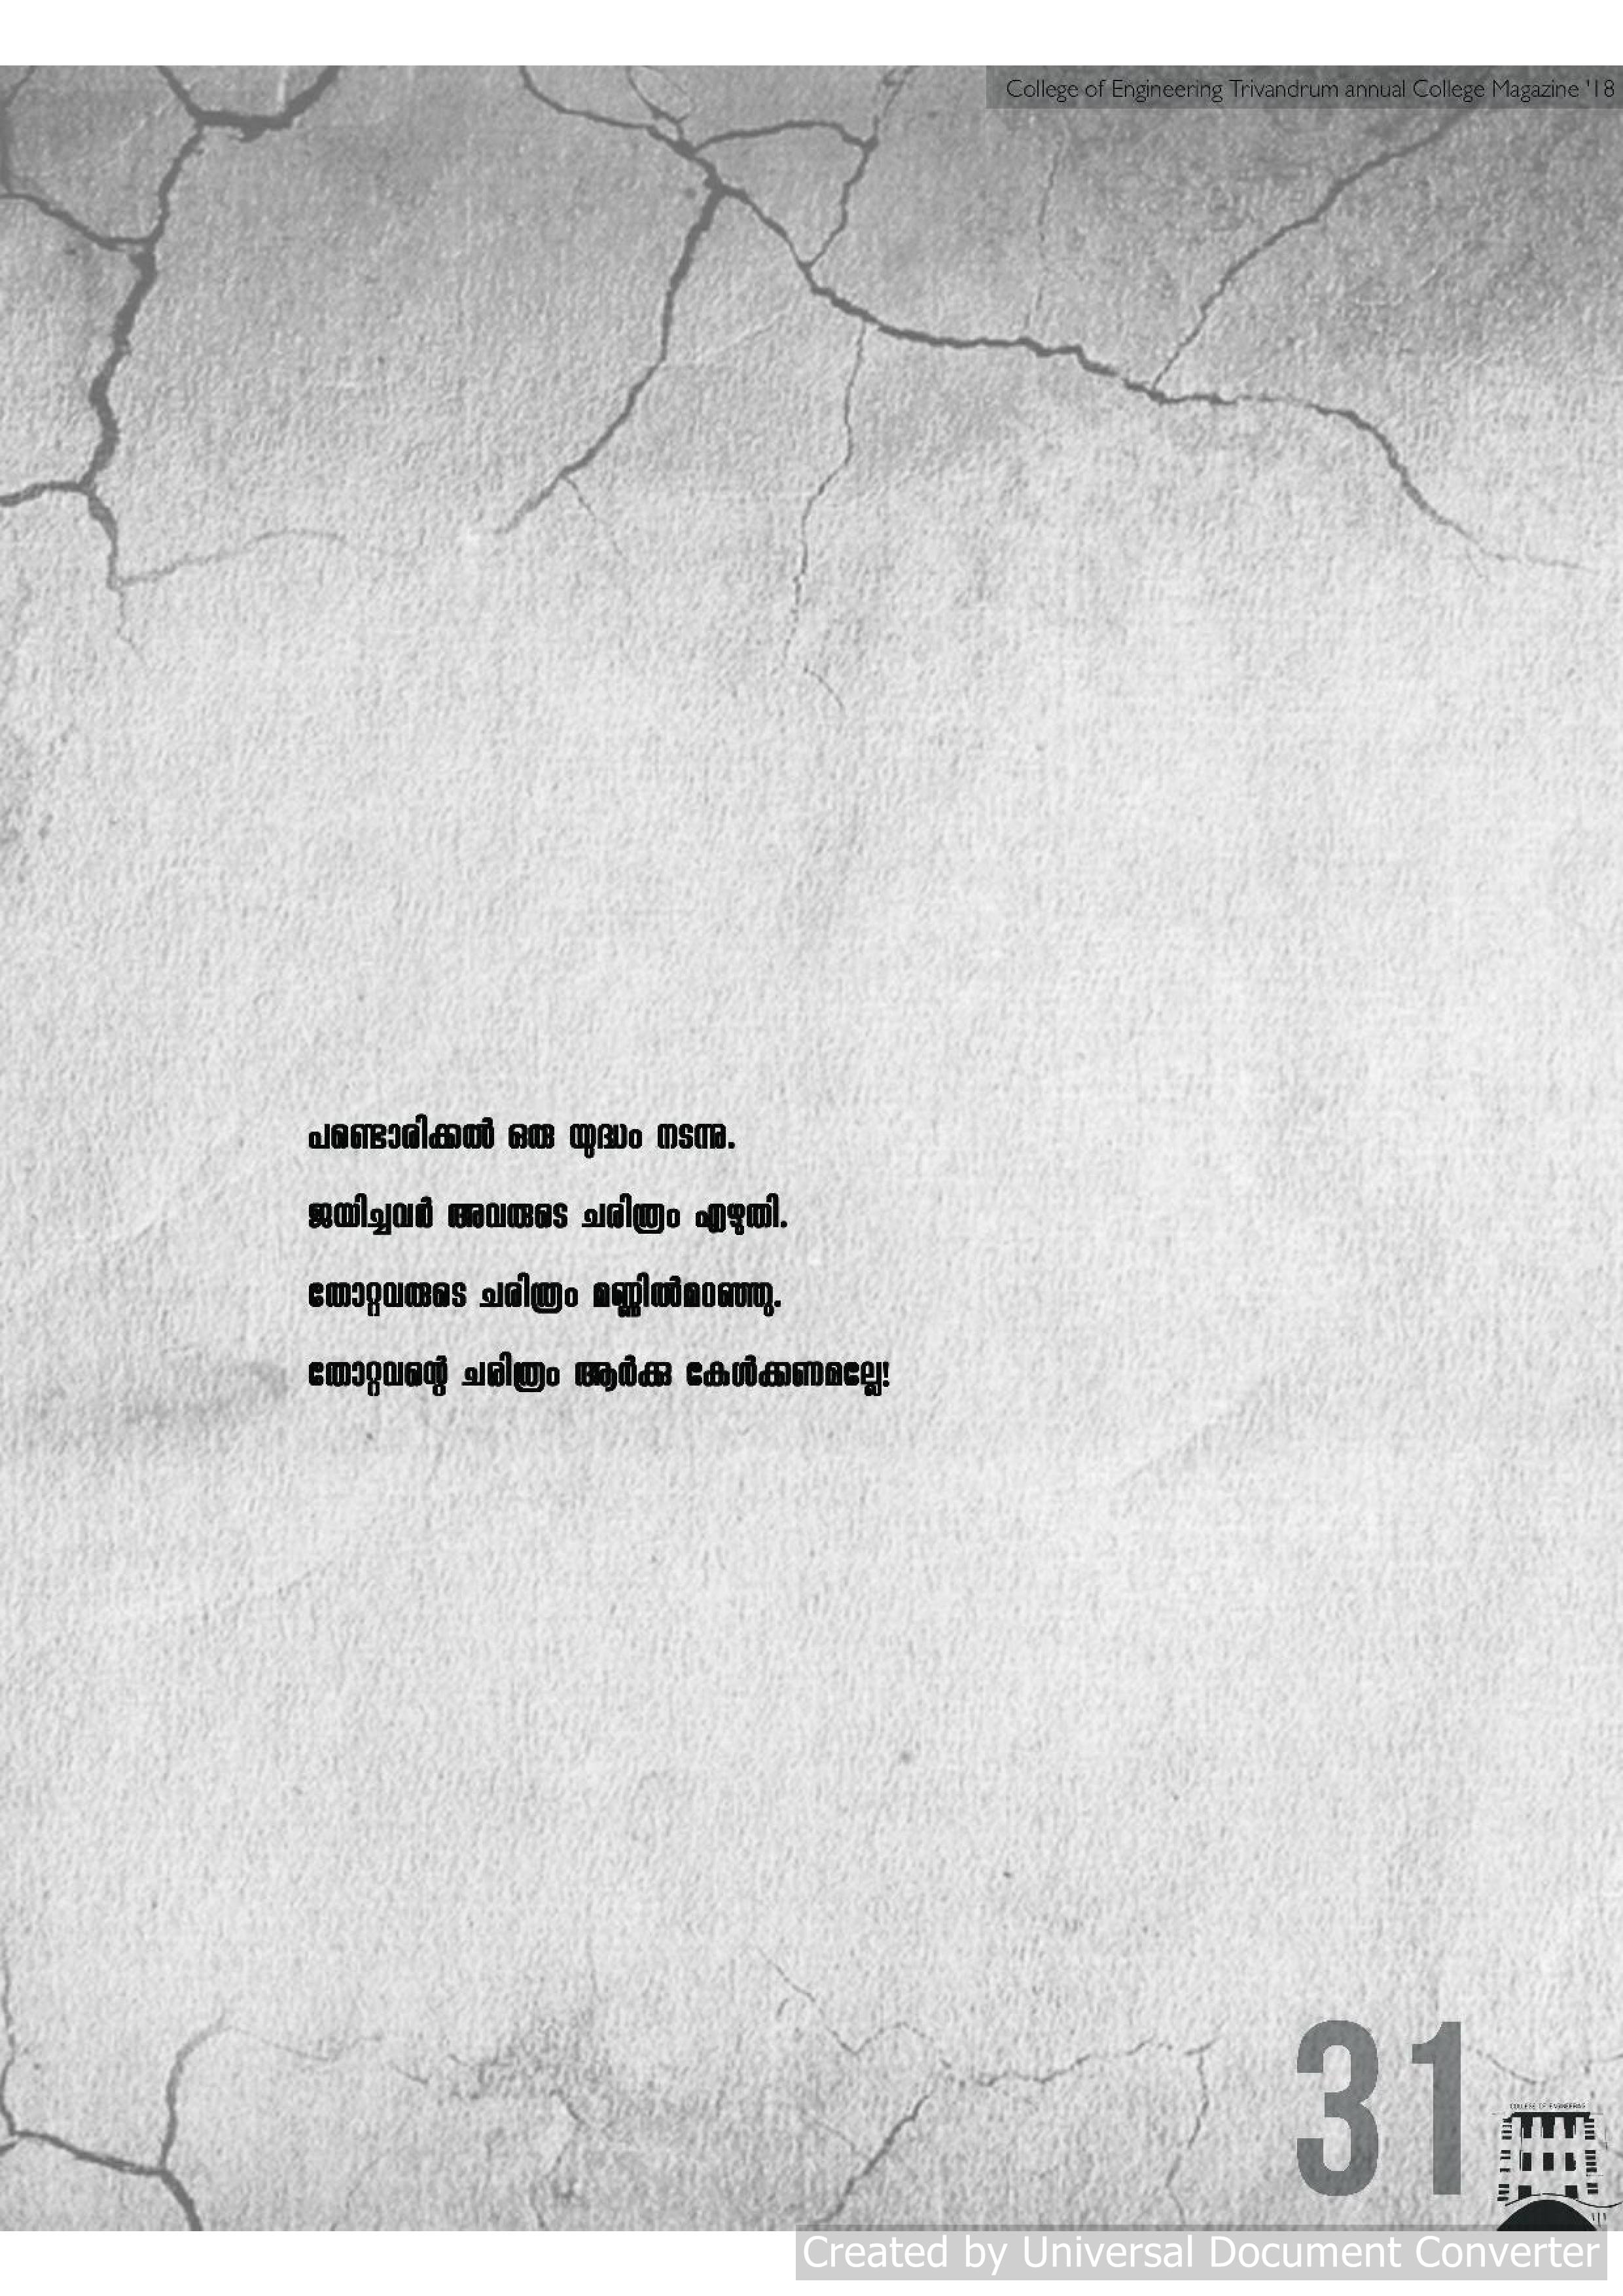 College of Engineering Trivandrum annual College Magazine '18
പണ്ടൊരിക്കൽ ഒരു യുദ്ധം നടന്നു.
ജയിച്ചവർ അവരുടെ ചരിത്രം എഴുതി.
തോറ്റവരുടെ ചരിത്രം മണ്ണിൽമറഞ്ഞു.
തോറ്റവന്റെ ചരിത്രം ആർക്കു കേൾക്കണമല്ലേ!
31
COLLEGE OF ENGINEERING
Created by Universal Document Converter